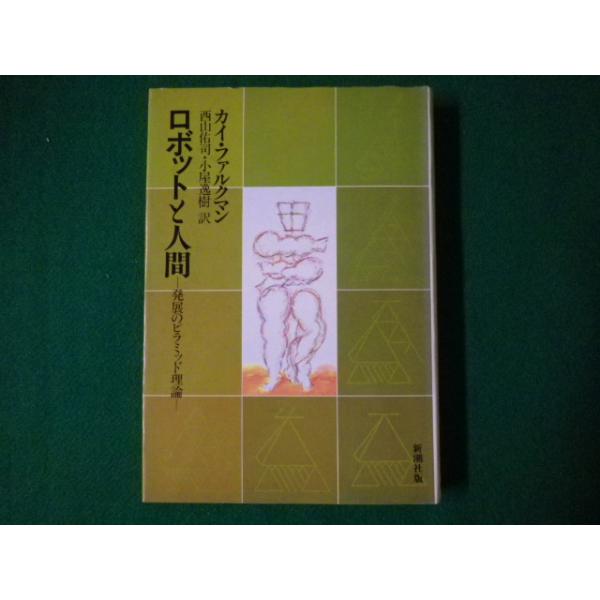 カイ・ファルクマン
西山佑司・小屋逸樹 訳
ロボットと人間
―発展のピラミッド理論―
新潮社版